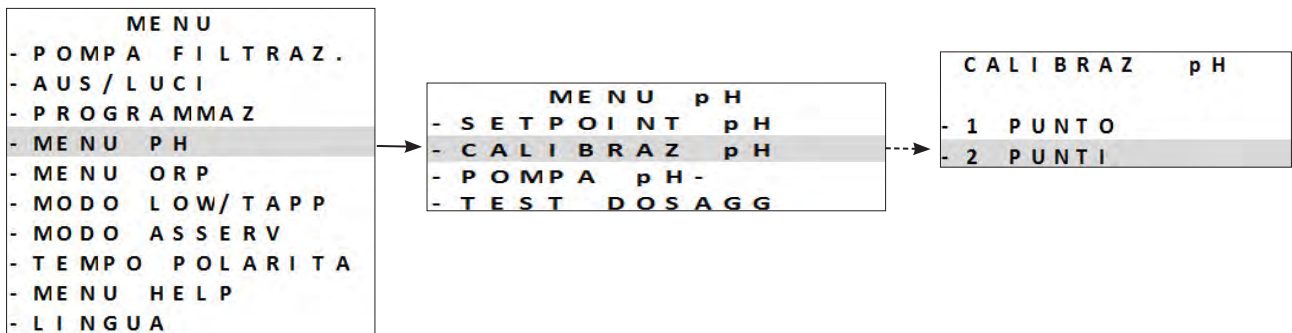 MENU
- POMPA FILTRAZ.
- AUS/LUCI
- PROGRAMMAZ
- MENU PH
- MENU ORP
- MODO LOW/TAPP
- MODO ASSERV
- TEMPO POLARITA
- MENU HELP
- LINGUA
MENU pH
- SETPOINT pH
- CALIBRAZ pH
- POMPA pH-
- TEST DOSAGG
CALIBRAZ pH
- 1 PUNTO
- 2 PUNTI